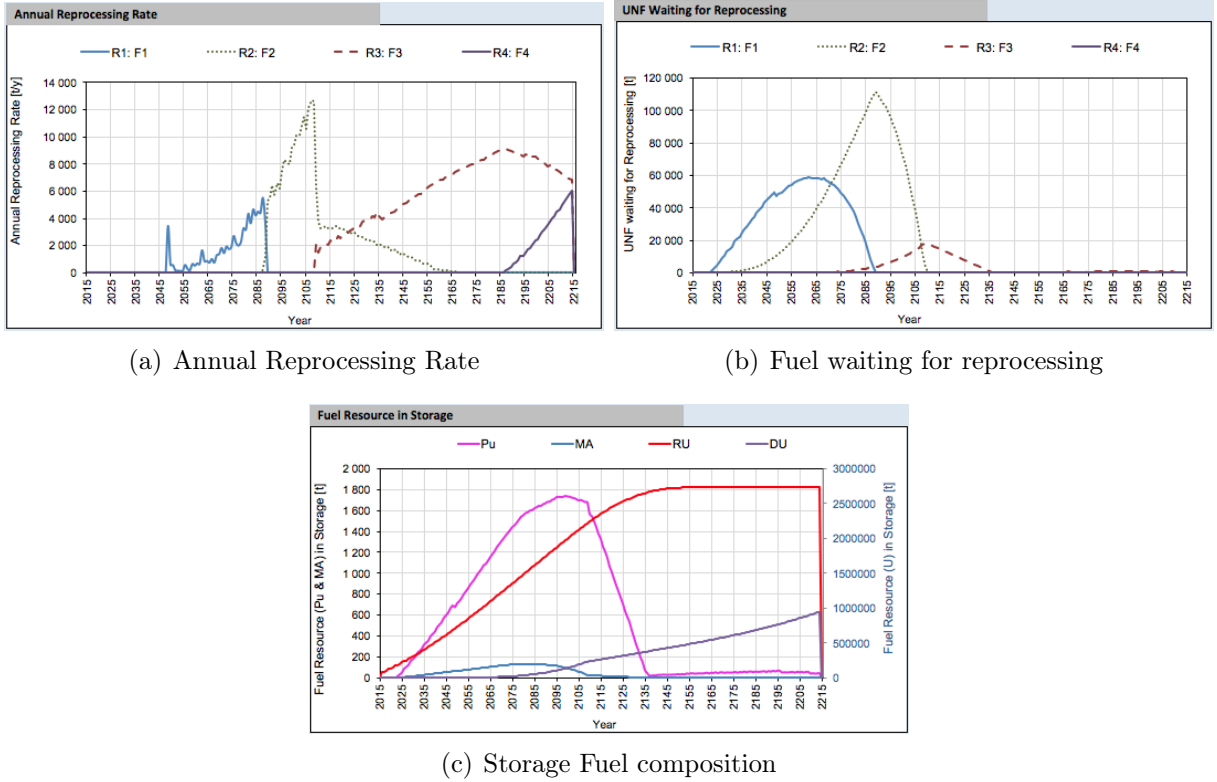 Annual Reprocessing Rate
R1: F1 R2: F2 R3: F3 R4: F4
Annual Reprocessing Rate [t/y]
14 000
12 000
10 000
8 000
6 000
4 000
2 000
0
2015 2025 2035 2045 2055 2065 2075 2085 2095 2105 2115 2125 2135 2145 2155 2165 2175 2185 2195 2205 2215
Year
(a) Annual Reprocessing Rate
UNF Waiting for Reprocessing
R1: F1 R2: F2 R3: F3 R4: F4
UNF waiting for Reprocessing [t]
120 000
100 000
80 000
60 000
40 000
20 000
0
2015 2025 2035 2045 2055 2065 2075 2085 2095 2105 2115 2125 2135 2145 2155 2165 2175 2185 2195 2205 2215
Year
(b) Fuel waiting for reprocessing
Fuel Resource in Storage
Pu MA RU DU
Fuel Resource (Pu & MA) in Storage [t]
2 000
1 800
1 600
1 400
1 200
1 000
800
600
400
200
0
2015 2025 2035 2045 2055 2065 2075 2085 2095 2105 2115 2125 2135 2145 2155 2165 2175 2185 2195 2205 2215
Year
3000000
2500000
2000000
1500000
1000000
500000
0
Fuel Resource (U) in Storage [t]
(c) Storage Fuel composition